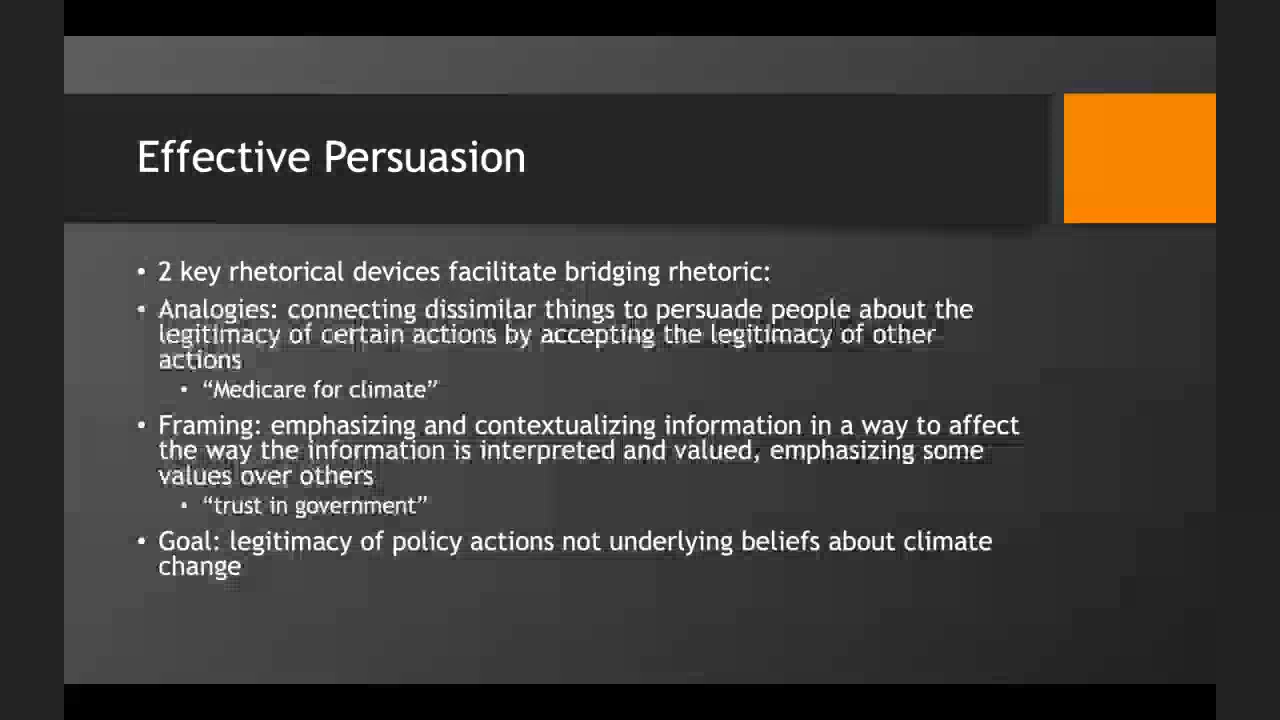 Effective Persuasion
• 2 key rhetorical devices facilitate bridging rhetoric:
• Analogies: connecting dissimilar things to persuade people about the
legitimacy of certain actions by accepting the legitimacy of other
actions
• “Medicare for climate”
• Framing: emphasizing and contextualizing information in a way to affect
the way the information is interpreted and valued, emphasizing some
values over others
• “trust in government”
• Goal: legitimacy of policy actions not underlying beliefs about climate
change